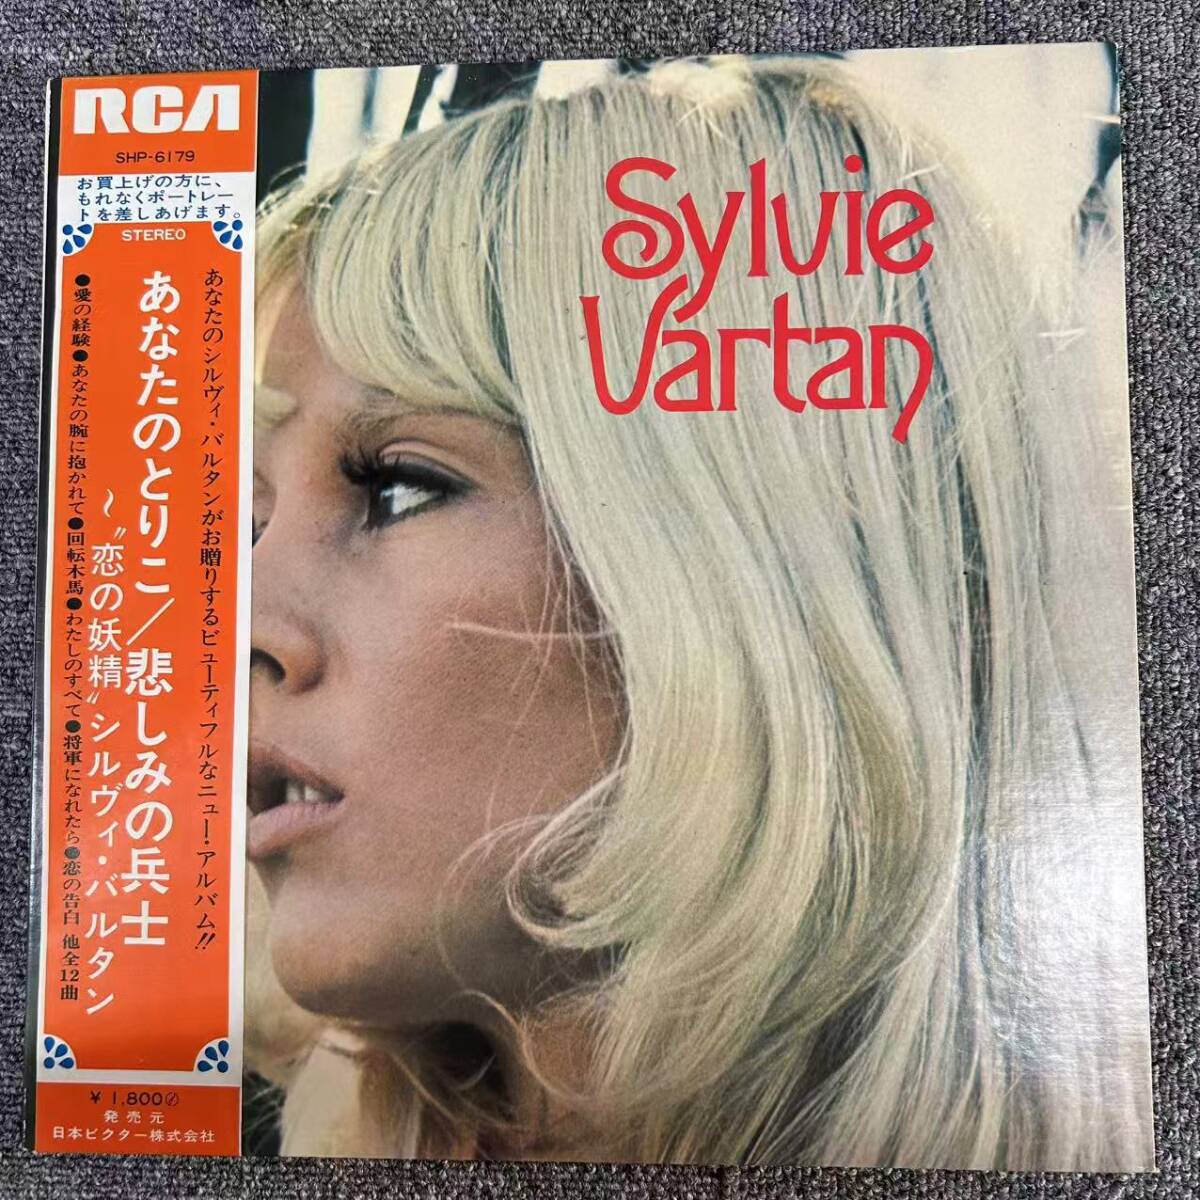 RCA
SHP-6179
お買上げの方に、
もれなくポートレー
トを差しあげます。
STEREO
あなたのシルヴィ・バルタンがお贈りするビューティフルなニュー・アルバム!!
あなたのとりこ/悲しみの兵士
〜〝恋の妖精〟シルヴィ・バルタン
●愛の経験●あなたの腕に抱かれて●回転木馬●わたしのすべて●将軍になれたら●恋の告白 他全12曲
¥1,800
発売元
日本ビクター株式会社
Sylvie
Vartan